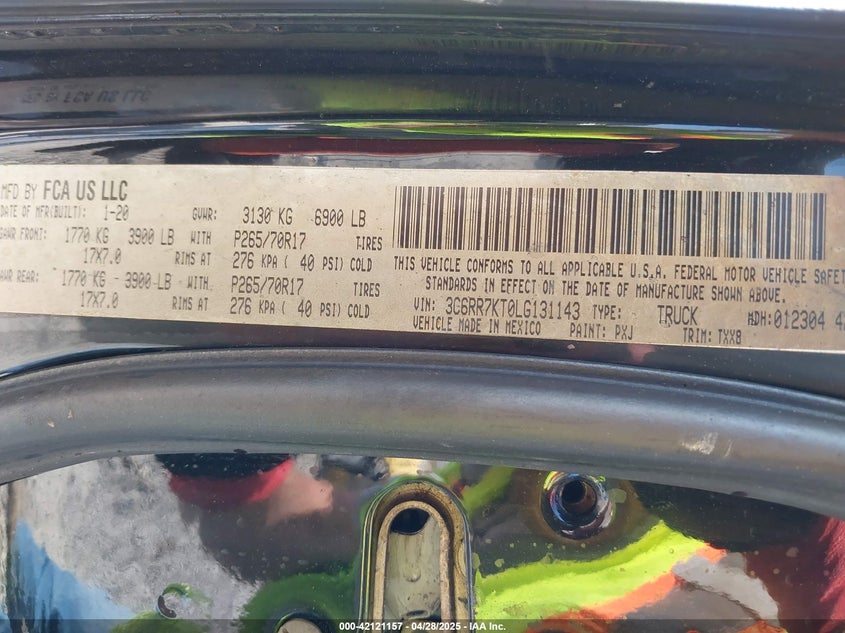 MFD BY FCA US LLC
DATE OF MFR(BUILT): 1-20 GVWR: 3130 KG 6900 LB
GAWR FRONT: 1770 KG 3900 LB WITH P265/70R17 TIRES
17X7.0 RIMS AT 276 KPA ( 40 PSI) COLD
GAWR REAR: 1770 KG - 3900 LB WITH P265/70R17 TIRES
17X7.0 RIMS AT 276 KPA ( 40 PSI) COLD
THIS VEHICLE CONFORMS TO ALL APPLICABLE U.S.A. FEDERAL MOTOR VEHICLE SAFETY
STANDARDS IN EFFECT ON THE DATE OF MANUFACTURE SHOWN ABOVE.
VIN: 3C6RR7KT0LG131143 TYPE: TRUCK MDH: 012304
VEHICLE MADE IN MEXICO PAINT: PXJ TRIM: TXX8
000-42121157 - 04/28/2025 - IAA Inc.